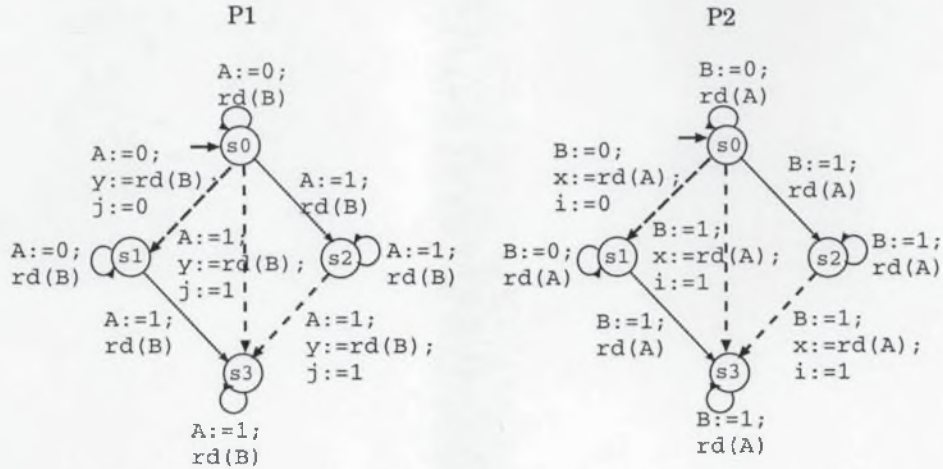 P1
A:=0;
rd(B)
s0
A:=0;
y:=rd(B)
j:=0
A:=1;
rd(B)
A:=0;
rd(B)
s1
A:=1;
y:=rd(B);
j:=1
s2
A:=1;
rd(B)
A:=1;
rd(B)
A:=1;
y:=rd(B);
j:=1
s3
A:=1;
rd(B)
P2
B:=0;
rd(A)
s0
B:=0;
x:=rd(A);
i:=0
B:=1;
rd(A)
B:=0;
rd(A)
s1
B:=1;
x:=rd(A);
i:=1
s2
B:=1;
rd(A)
B:=1;
rd(A)
B:=1;
x:=rd(A);
i:=1
s3
B:=1;
rd(A)